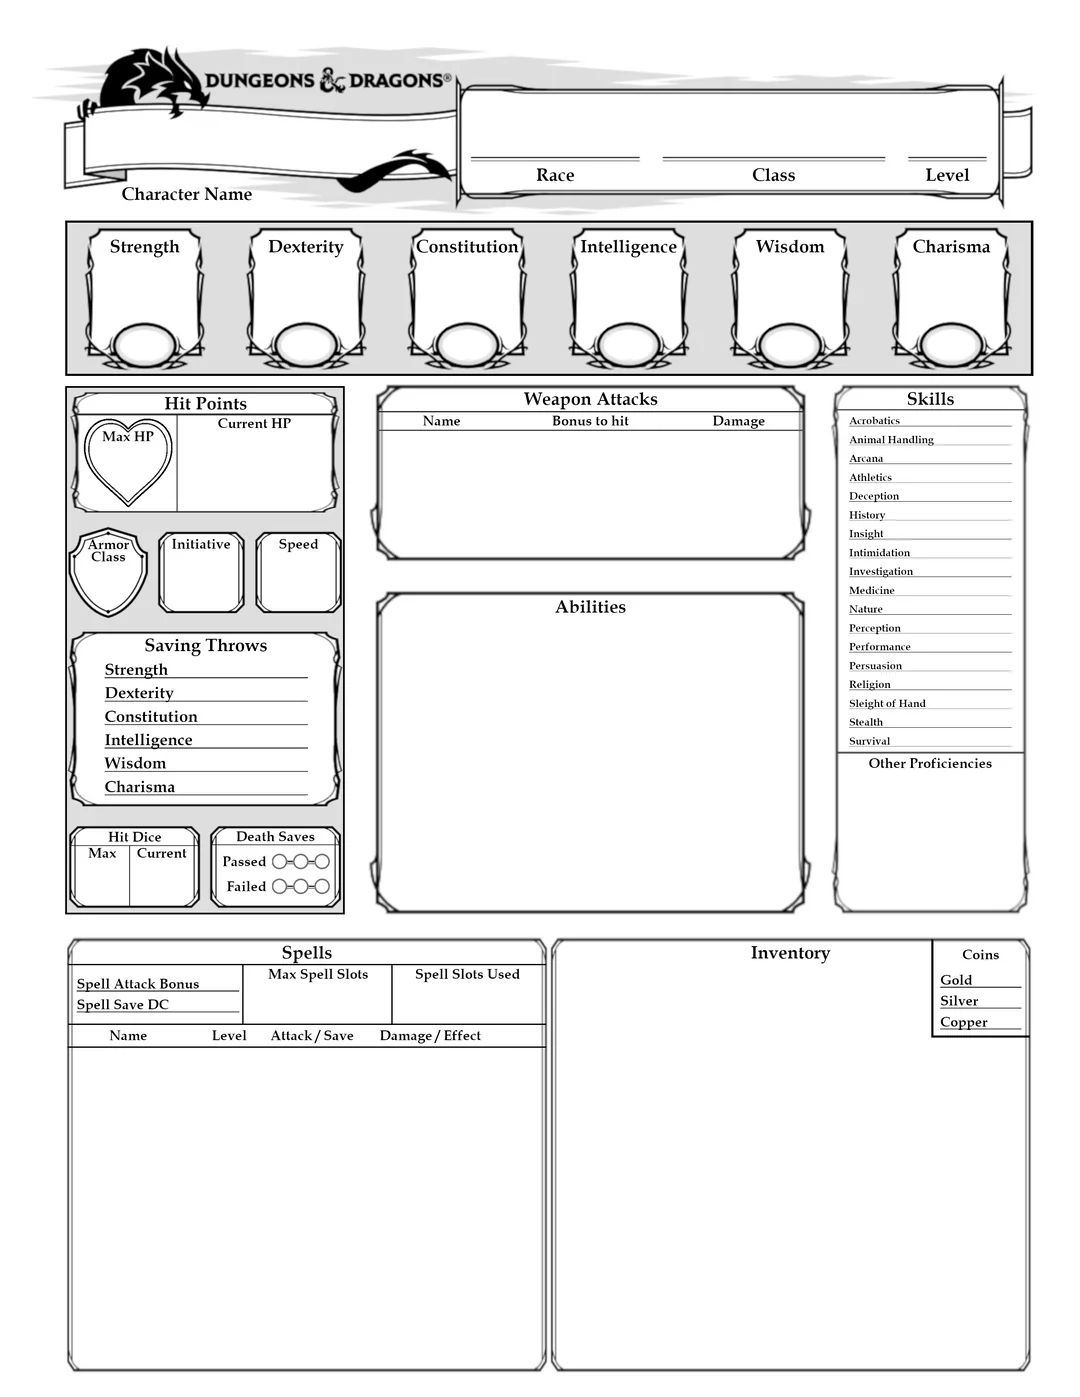 DUNGEONS & DRAGONS®
Race Class Level
Character Name
Strength Dexterity Constitution Intelligence Wisdom Charisma
Hit Points
Max HP Current HP
Armor Class
Initiative
Speed
Saving Throws
Strength
Dexterity
Constitution
Intelligence
Wisdom
Charisma
Hit Dice
Max Current
Death Saves
Passed
Failed
Weapon Attacks
Name Bonus to hit Damage
Abilities
Skills
Acrobatics
Animal Handling
Arcana
Athletics
Deception
History
Insight
Intimidation
Investigation
Medicine
Nature
Perception
Performance
Persuasion
Religion
Sleight of Hand
Stealth
Survival
Other Proficiencies
Spells
Spell Attack Bonus
Spell Save DC
Max Spell Slots
Spell Slots Used
Name Level Attack / Save Damage / Effect
Inventory
Coins
Gold
Silver
Copper